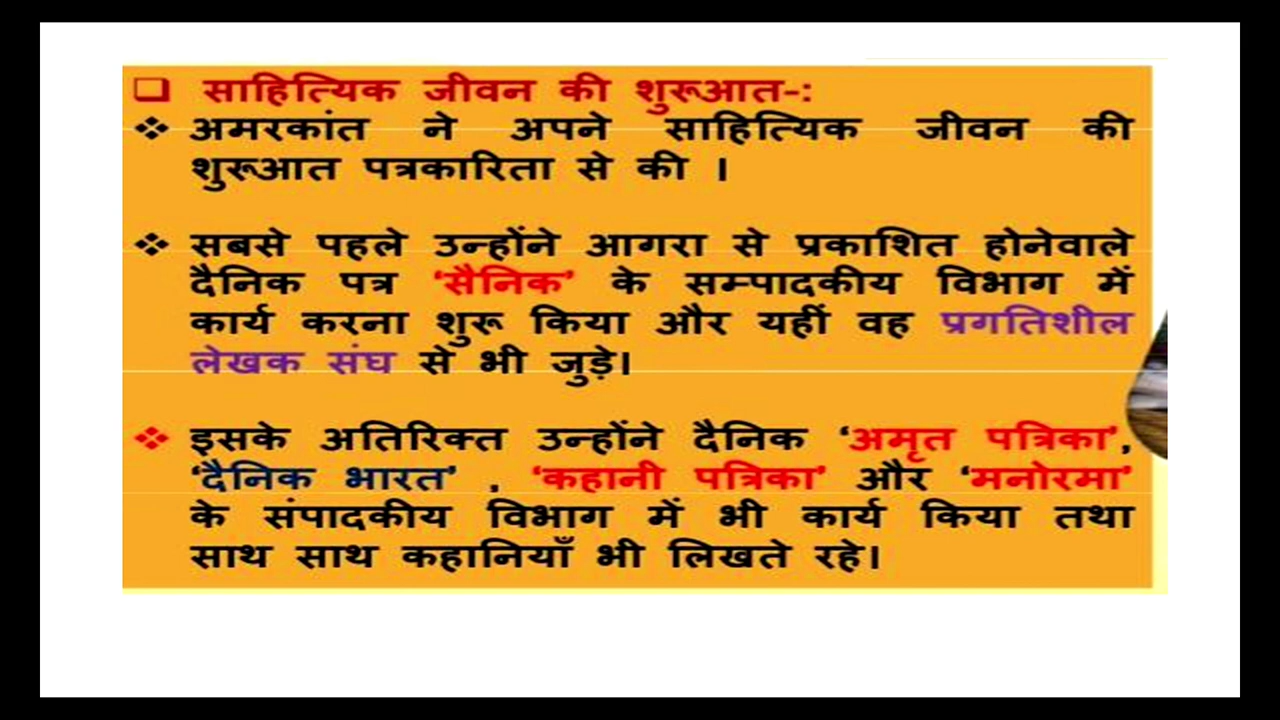 ❑ साहित्यिक जीवन की शुरूआत-:
❖ अमरकांत ने अपने साहित्यिक जीवन की
शुरूआत पत्रकारिता से की ।
❖ सबसे पहले उन्होंने आगरा से प्रकाशित होनेवाले
दैनिक पत्र ‘सैनिक’ के सम्पादकीय विभाग में
कार्य करना शुरू किया और यहीं वह प्रगतिशील
लेखक संघ से भी जुड़े।
❖ इसके अतिरिक्त उन्होंने दैनिक ‘अमृत पत्रिका’,
‘दैनिक भारत’ , ‘कहानी पत्रिका’ और ‘मनोरमा’
के संपादकीय विभाग में भी कार्य किया तथा
साथ साथ कहानियाँ भी लिखते रहे।